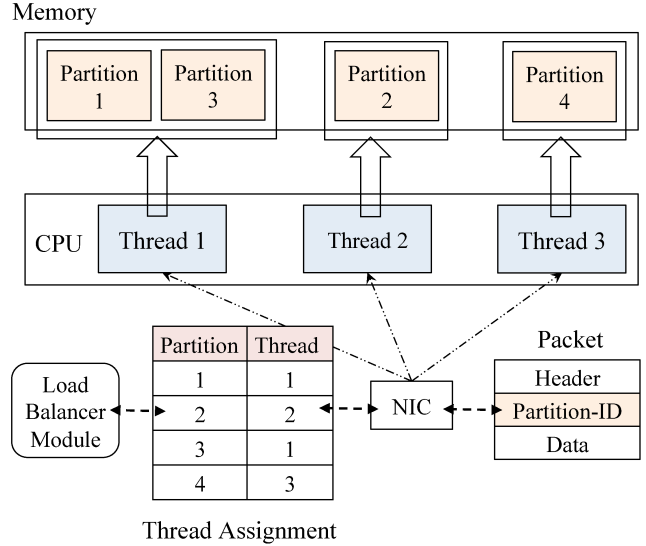 Memory
Partition
1
Partition
3
Partition
2
Partition
4
CPU
Thread 1
Thread 2
Thread 3
Partition Thread
1 1
2 2
3 1
4 3
Thread Assignment
Load
Balancer
Module
NIC
Packet
Header
Partition-ID
Data